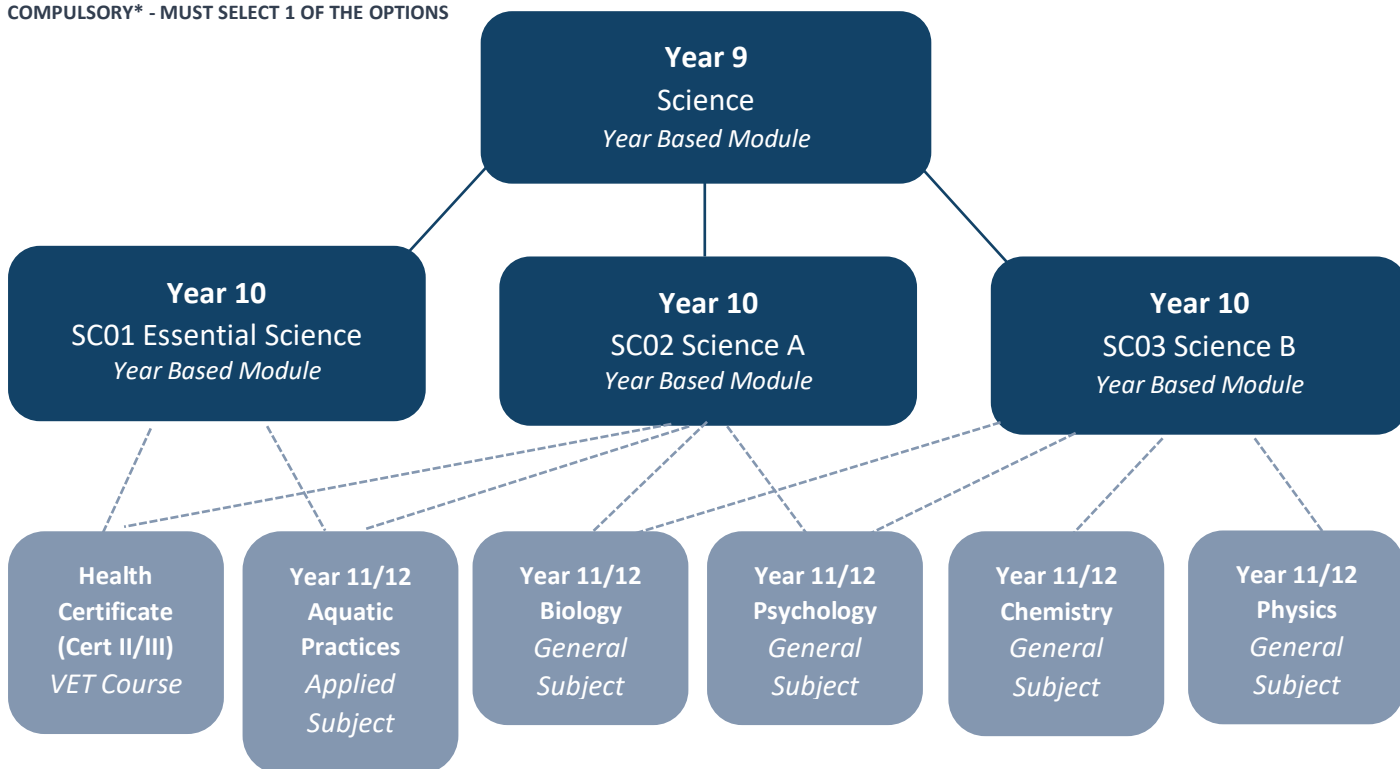 COMPULSORY* - MUST SELECT 1 OF THE OPTIONS
Year 9
Science
Year Based Module
Year 10
SC01 Essential Science
Year Based Module
Year 10
SC02 Science A
Year Based Module
Year 10
SC03 Science B
Year Based Module
Health
Certificate
(Cert II/III)
VET Course
Year 11/12
Aquatic
Practices
Applied
Subject
Year 11/12
Biology
General
Subject
Year 11/12
Psychology
General
Subject
Year 11/12
Chemistry
General
Subject
Year 11/12
Physics
General
Subject